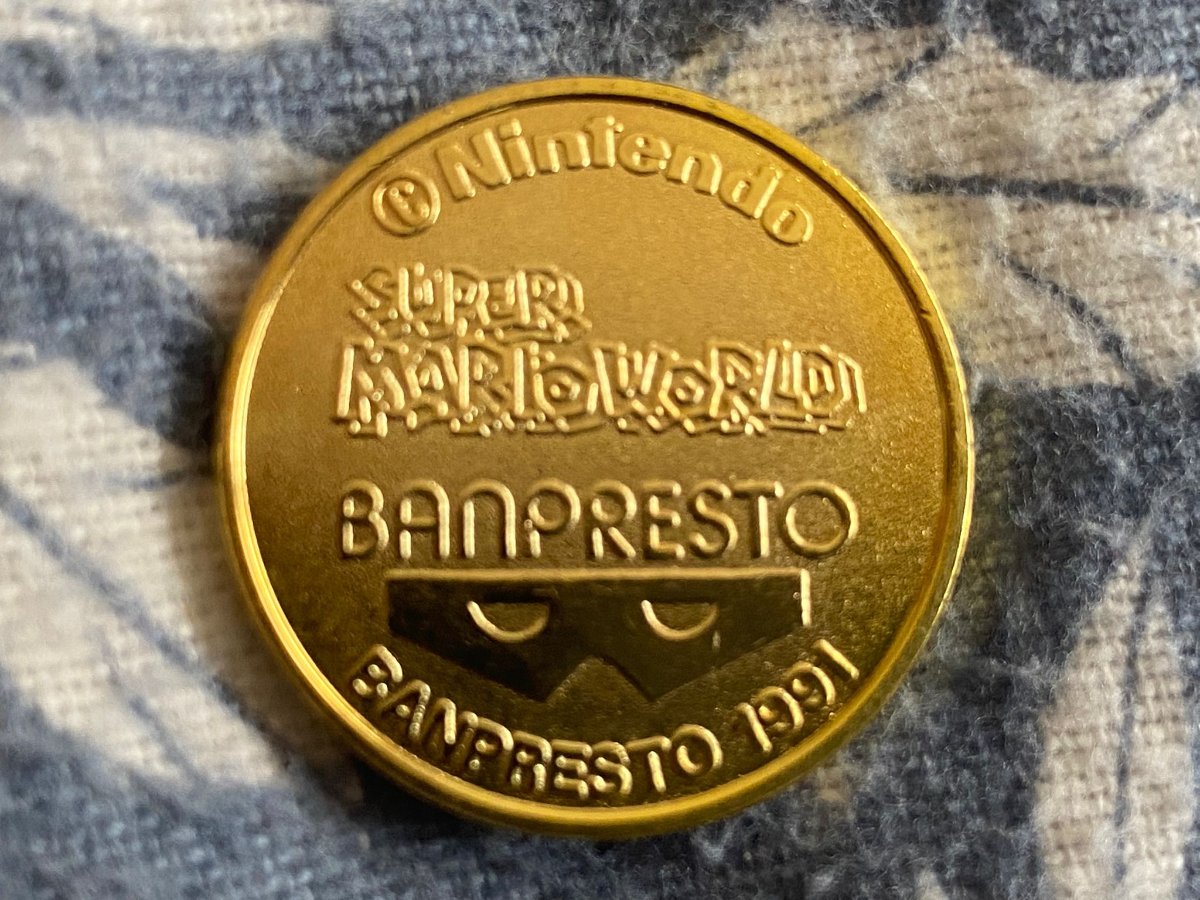 © Nintendo
SUPER
MARIO WORLD
BANPRESTO
BANPRESTO 1991